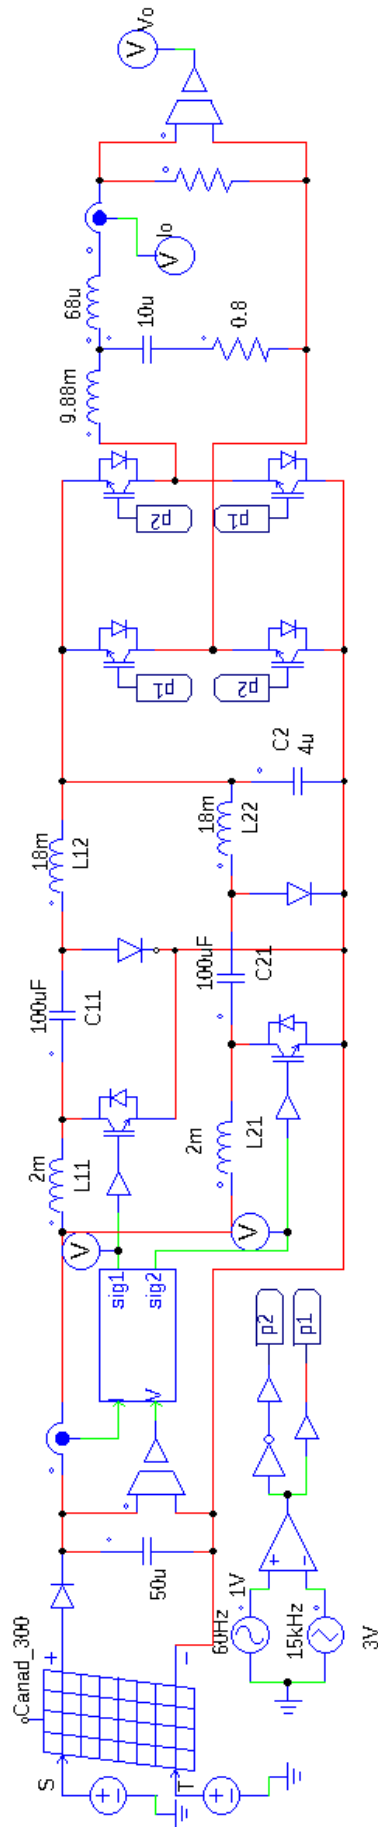 Canad_300
S
T
+
-
50u
I
V
sig1
sig2
V
V
2m
L11
2m
L21
100uF
C11
100uF
C21
18m
L12
18m
L22
C2
4u
p1
p2
p2
p1
9.88m
68u
10u
0.8
V
Io
V
Vo
60Hz
1V
15kHz
3V
+
-
p2
p1